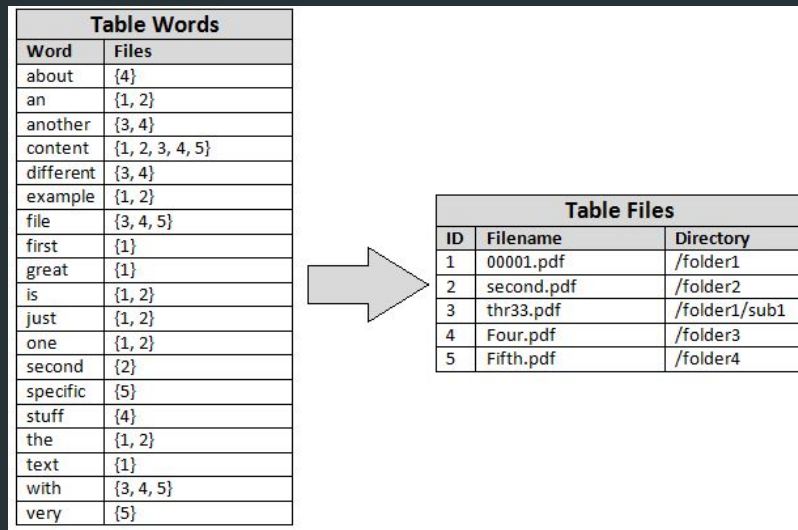 Table Words
Word Files
about {4}
an {1, 2}
another {3, 4}
content {1, 2, 3, 4, 5}
different {3, 4}
example {1, 2}
file {3, 4, 5}
first {1}
great {1}
is {1, 2}
just {1, 2}
one {1, 2}
second {2}
specific {5}
stuff {4}
the {1, 2}
text {1}
with {3, 4, 5}
very {5}
Table Files
ID Filename Directory
1 00001.pdf /folder1
2 second.pdf /folder2
3 thr33.pdf /folder1/sub1
4 Four.pdf /folder3
5 Fifth.pdf /folder4